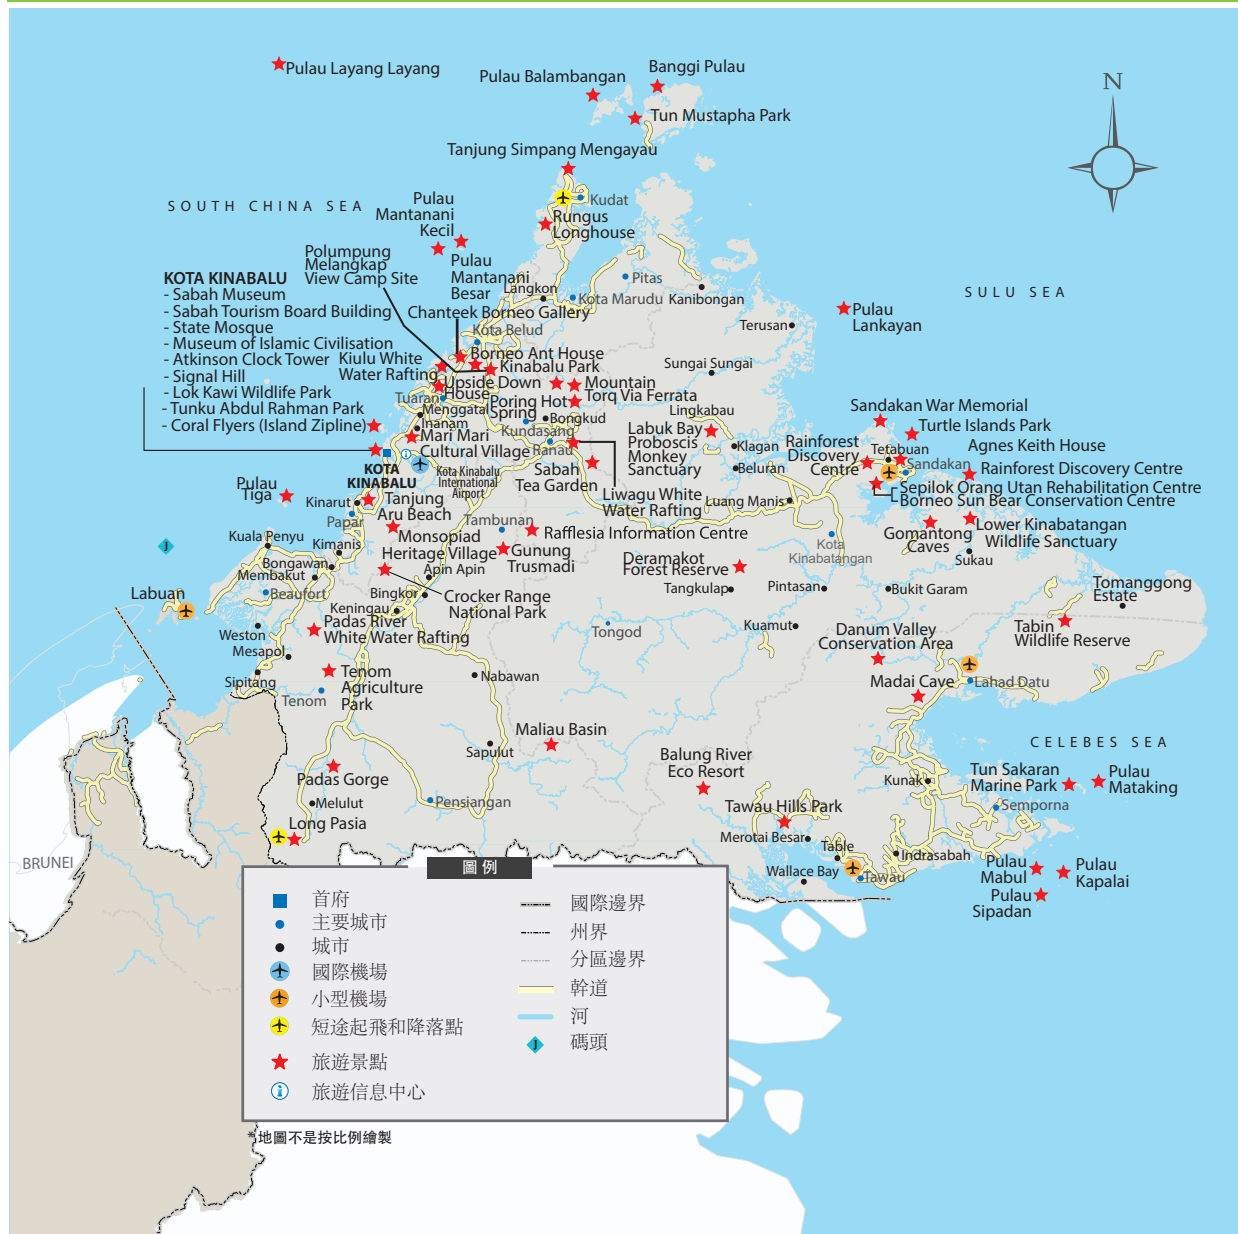 Pulau Layang Layang
Pulau Balambangan
Banggi Pulau
Tun Mustapha Park
N
Tanjung Simpang Mengayau
Kudat
SOUTH CHINA SEA
Pulau
Mantanani
Kecil
Rungus
Longhouse
Polumpung
Melangkap
View Camp Site
Pulau
Mantanani
Besar
Langkon
Pitas
Kota Marudu
Kanibongan
SULU SEA
KOTA KINABALU
- Sabah Museum
- Sabah Tourism Board Building
- State Mosque
- Museum of Islamic Civilisation
- Atkinson Clock Tower
- Signal Hill
- Lok Kawi Wildlife Park
- Tunku Abdul Rahman Park
- Coral Flyers (Island Zipline)
Chanteek Borneo Gallery
Kota Belud
Terusan
Pulau
Lankayan
Kiulu White
Water Rafting
Borneo Ant House
Kinabalu Park
Sungai Sungai
Upside Down
House
Mountain
Torq Via Ferrata
Tuaran
Menggatal
Inanam
Poring Hot
Spring
Bongkud
Kundasang
Ranau
Lingkabau
Labuk Bay
Proboscis
Monkey
Sanctuary
Klagan
Beluran
Sandakan War Memorial
Turtle Islands Park
Agnes Keith House
Rainforest
Discovery
Centre
Tetabuan
Sandakan
Rainforest Discovery Centre
Sepilok Orang Utan Rehabilitation Centre
Borneo Sun Bear Conservation Centre
Mari Mari
Cultural Village
KOTA
KINABALU
Kota Kinabalu
International
Airport
Sabah
Tea Garden
Liwagu White
Water Rafting
Luang Manis
Pulau
Tiga
Kinarut
Tanjung
Aru Beach
Papar
Monsopiad
Heritage Village
Tambunan
Rafflesia Information Centre
Gunung
Trusmadi
Kota
Kinabatangan
Gomantong
Caves
Lower Kinabatangan
Wildlife Sanctuary
Sukau
J
Kuala Penyu
Kimanis
Bongawan
Membakut
Apin Apin
Deramakot
Forest Reserve
Tangkulap
Pintasan
Bukit Garam
Tomanggong
Estate
Labuan
Beaufort
Bingkor
Keningau
Crocker Range
National Park
Padas River
White Water Rafting
Weston
Mesapol
Tongod
Kuamut
Danum Valley
Conservation Area
Tabin
Wildlife Reserve
Sipitang
Tenom
Tenom
Agriculture
Park
Nabawan
Madai Cave
Lahad Datu
Maliau Basin
Sapulut
CELEBES SEA
Padas Gorge
Balung River
Eco Resort
Kunak
Tun Sakaran
Marine Park
Pulau
Mataking
Melulut
Pensiangan
Semporna
Long Pasia
Tawau Hills Park
Merotai Besar
Table
Indrasabah
Wallace Bay
Tawau
Pulau
Mabul
Pulau
Kapalai
Pulau
Sipadan
BRUNEI
圖例
首府
主要城市
城市
國際機場
小型機場
短途起飛和降落點
旅遊景點
旅遊信息中心
國際邊界
州界
分區邊界
幹道
河
J
碼頭
*地圖不是按比例繪製